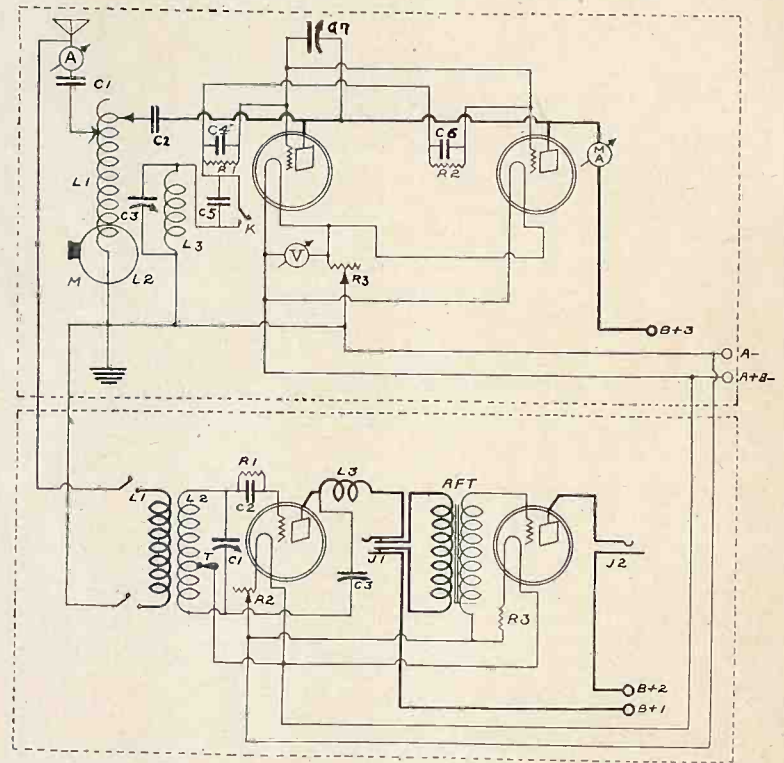 C7
A
C1
C2
C4
R1
C6
R2
MA
L1
C3
L3
C5
K
M
L2
V
R3
B+3
A-
A+B-
R1
L3
AFT
L1
L2
C2
T
C1
J1
C3
J2
R2
R3
B+2
B+1